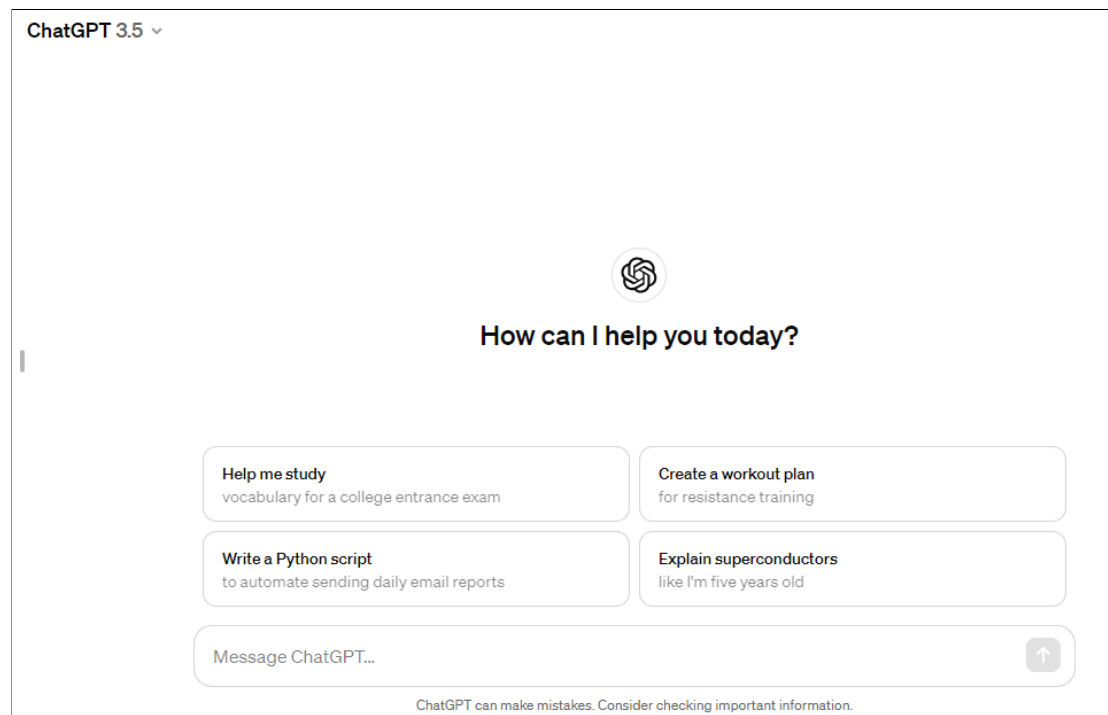 ChatGPT 3.5
How can I help you today?
Help me study
vocabulary for a college entrance exam
Create a workout plan
for resistance training
Write a Python script
to automate sending daily email reports
Explain superconductors
like I'm five years old
Message ChatGPT...
ChatGPT can make mistakes. Consider checking important information.